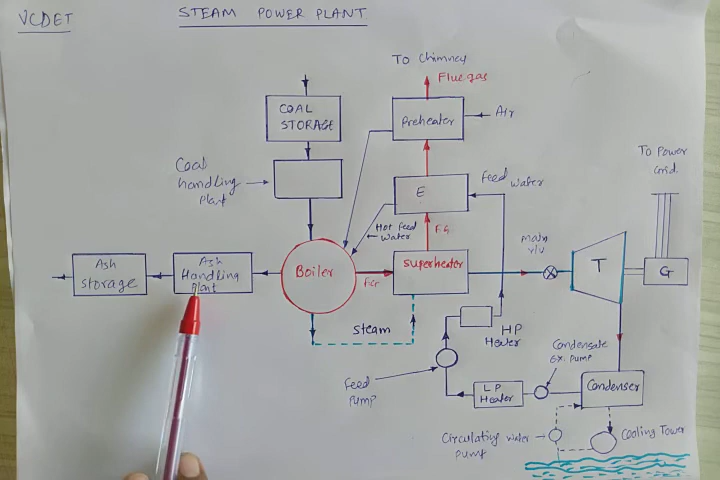 VCDET
STEAM POWER PLANT
To Chimney
Flue gas
COAL
STORAGE
Preheater
Air
To Power
Grid.
Coal
handling
Plant
E
Feed
Water
Hot Feed
Water
F.G
Ash
Storage
Ash
Handling
Plant
Boiler
FG
Superheater
Main
v/v
T
G
Steam
HP
Heater
Feed
Pump
LP
Heater
Condensate
Ex. Pump
Condenser
Circulating water
Pump
Cooling Tower